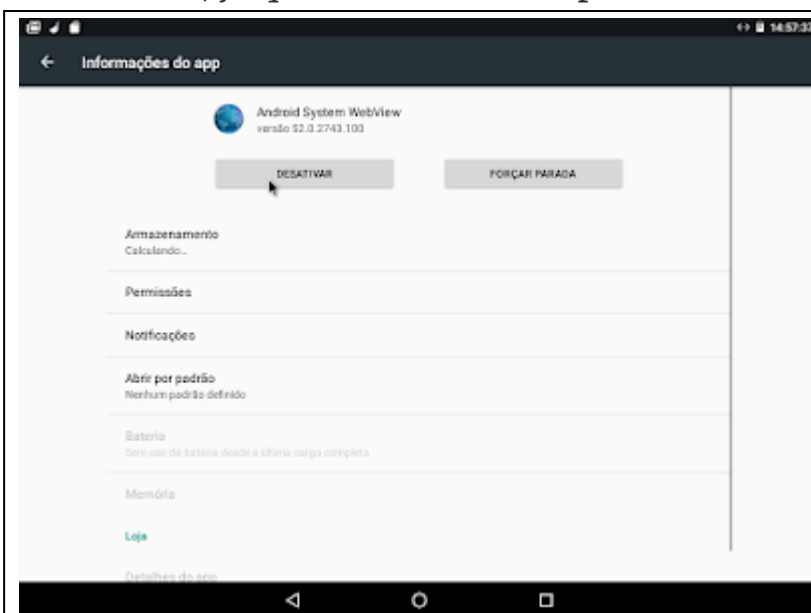 14:57:33
Informações do app
Android System WebView
versão 52.0.2743.100
DESATIVAR
FORÇAR PARADA
Armazenamento
Calculando...
Permissões
Notificações
Abrir por padrão
Nenhum padrão definido
Bateria
Sem uso da bateria desde a última carga completa
Memória
Loja
Detalhes do app